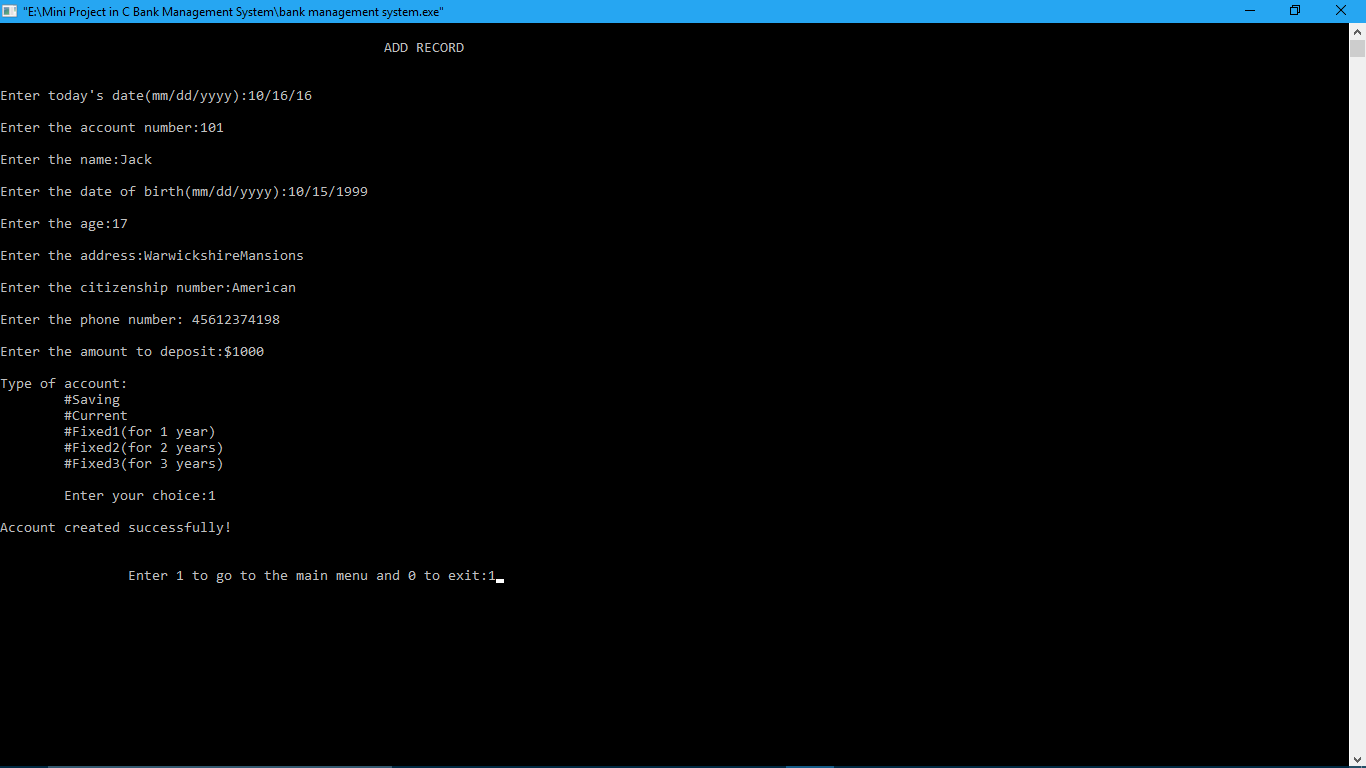 "E:\Mini Project in C Bank Management System\bank management system.exe"
ADD RECORD
Enter today's date(mm/dd/yyyy):10/16/16
Enter the account number:101
Enter the name:Jack
Enter the date of birth(mm/dd/yyyy):10/15/1999
Enter the age:17
Enter the address:WarwickshireMansions
Enter the citizenship number:American
Enter the phone number: 45612374198
Enter the amount to deposit:$1000
Type of account:
#Saving
#Current
#Fixed1(for 1 year)
#Fixed2(for 2 years)
#Fixed3(for 3 years)
Enter your choice:1
Account created successfully!
Enter 1 to go to the main menu and 0 to exit:1